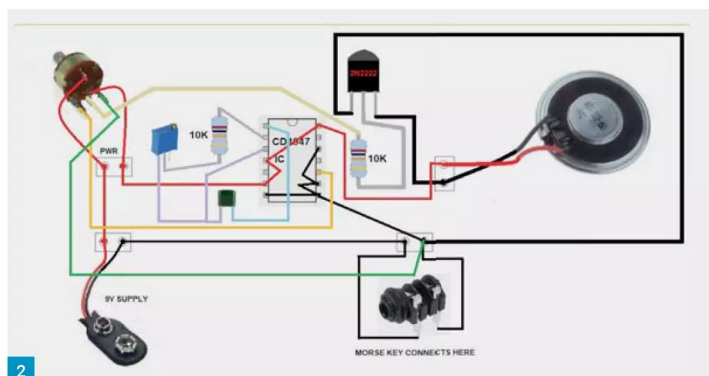 2N2222
10K
CD4047
IC
10K
PWR
9V SUPPLY
MORSE KEY CONNECTS HERE
2